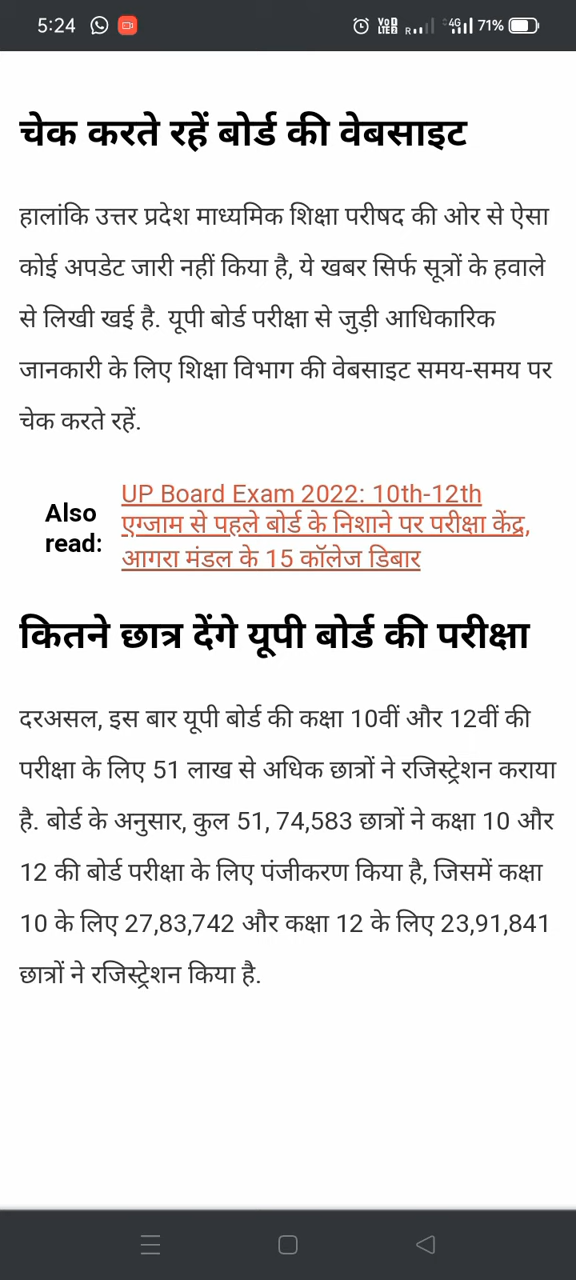 5:24
VoD LTED R 4G 71%
चेक करते रहें बोर्ड की वेबसाइट
हालांकि उत्तर प्रदेश माध्यमिक शिक्षा परीषद की ओर से ऐसा
कोई अपडेट जारी नहीं किया है, ये खबर सिर्फ सूत्रों के हवाले
से लिखी खई है. यूपी बोर्ड परीक्षा से जुड़ी आधिकारिक
जानकारी के लिए शिक्षा विभाग की वेबसाइट समय-समय पर
चेक करते रहें.
Also
read:
UP Board Exam 2022: 10th-12th
एग्जाम से पहले बोर्ड के निशाने पर परीक्षा केंद्र,
आगरा मंडल के 15 कॉलेज डिबार
कितने छात्र देंगे यूपी बोर्ड की परीक्षा
दरअसल, इस बार यूपी बोर्ड की कक्षा 10वीं और 12वीं की
परीक्षा के लिए 51 लाख से अधिक छात्रों ने रजिस्ट्रेशन कराया
है. बोर्ड के अनुसार, कुल 51, 74,583 छात्रों ने कक्षा 10 और
12 की बोर्ड परीक्षा के लिए पंजीकरण किया है, जिसमें कक्षा
10 के लिए 27,83,742 और कक्षा 12 के लिए 23,91,841
छात्रों ने रजिस्ट्रेशन किया है.